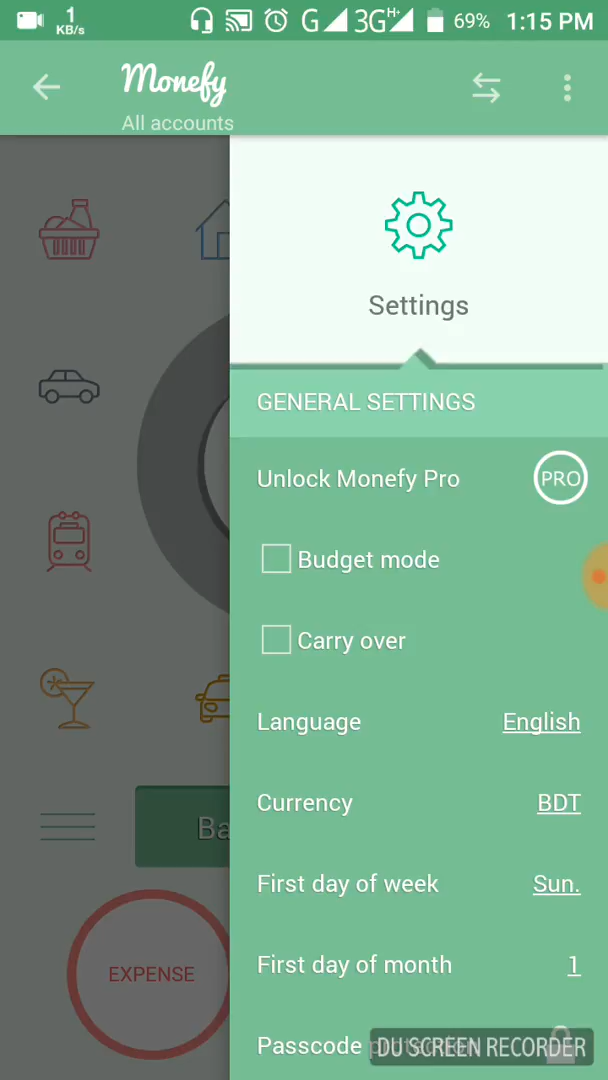 1 KB/s G 3G H+ 69% 1:15 PM
Monefy
All accounts
Settings
GENERAL SETTINGS
Unlock Monefy Pro PRO
Budget mode
Carry over
Language English
Currency BDT
First day of week Sun.
Ba
First day of month 1
EXPENSE
Passcode
DU SCREEN RECORDER